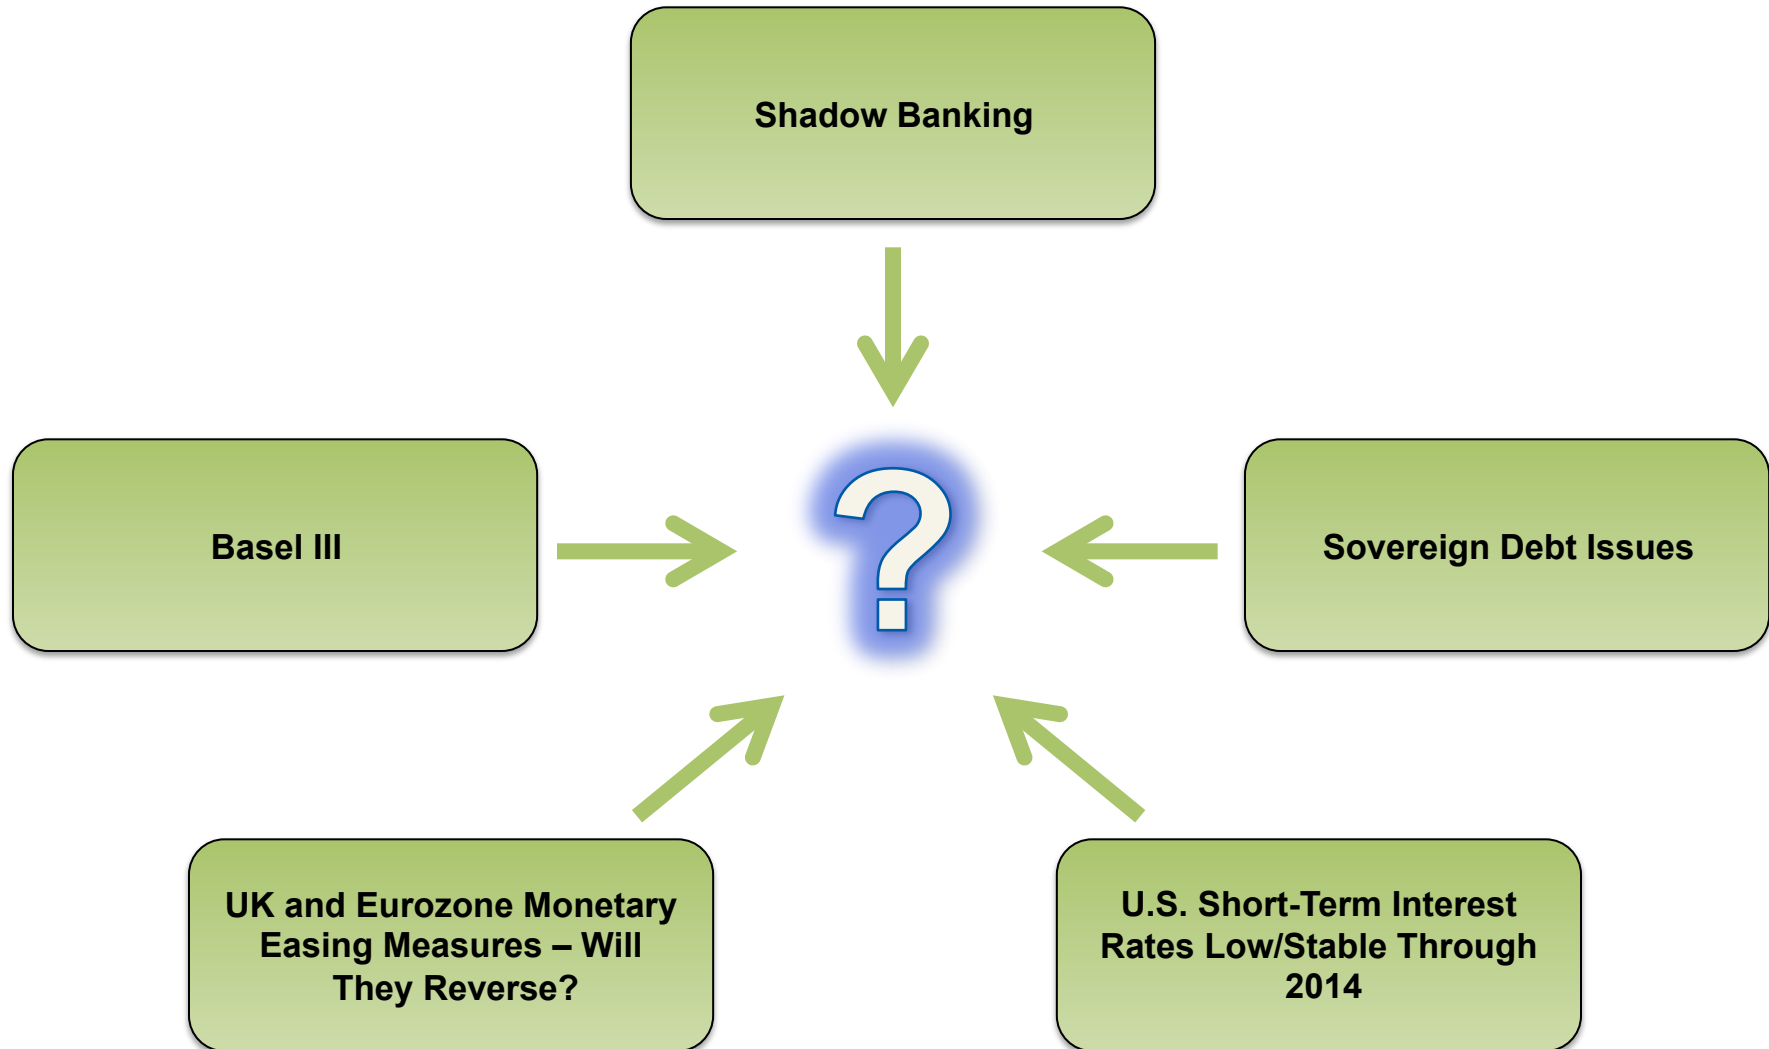 Shadow Banking
Basel III
?
Sovereign Debt Issues
UK and Eurozone Monetary
Easing Measures – Will
They Reverse?
U.S. Short-Term Interest
Rates Low/Stable Through
2014